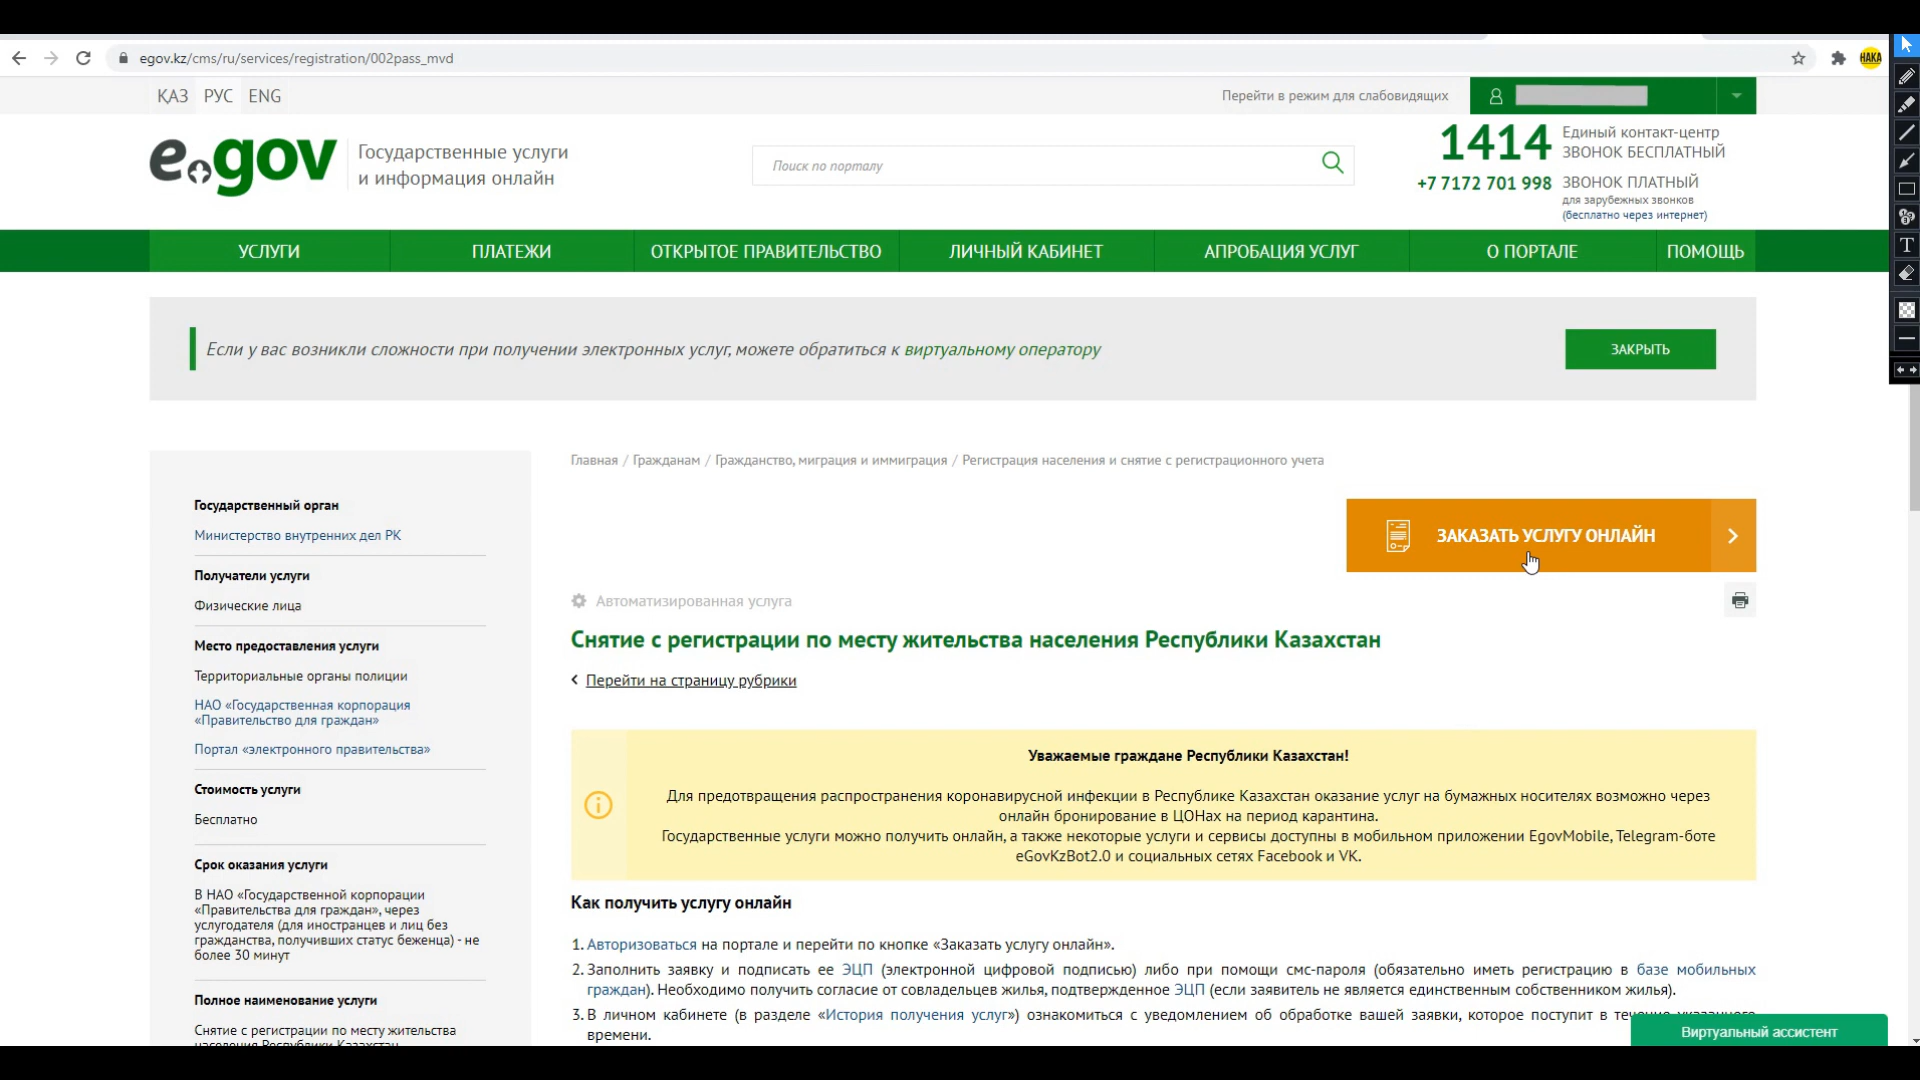 egov.kz/cms/ru/services/registration/002pass_mvd
НАКА
ҚАЗ РУС ENG
Перейти в режим для слабовидящих
e.gov
Государственные услуги
и информация онлайн
Поиск по порталу
1414
Единый контакт-центр
ЗВОНОК БЕСПЛАТНЫЙ
+7 7172 701 998
ЗВОНОК ПЛАТНЫЙ
для зарубежных звонков
(бесплатно через интернет)
УСЛУГИ ПЛАТЕЖИ ОТКРЫТОЕ ПРАВИТЕЛЬСТВО ЛИЧНЫЙ КАБИНЕТ АПРОБАЦИЯ УСЛУГ О ПОРТАЛЕ ПОМОЩЬ
Если у вас возникли сложности при получении электронных услуг, можете обратиться к виртуальному оператору
ЗАКРЫТЬ
Главная / Гражданам / Гражданство, миграция и иммиграция / Регистрация населения и снятие с регистрационного учета
Государственный орган
Министерство внутренних дел РК
Получатели услуги
Физические лица
Место предоставления услуги
Территориальные органы полиции
НАО «Государственная корпорация
«Правительство для граждан»
Портал «электронного правительства»
Стоимость услуги
Бесплатно
Срок оказания услуги
В НАО «Государственной корпорации
«Правительства для граждан», через
услугодателя (для иностранцев и лиц без
гражданства, получивших статус беженца) - не
более 30 минут
Полное наименование услуги
Снятие с регистрации по месту жительства
населения Республики Казахстан
ЗАКАЗАТЬ УСЛУГУ ОНЛАЙН
Автоматизированная услуга
Снятие с регистрации по месту жительства населения Республики Казахстан
Перейти на страницу рубрики
Уважаемые граждане Республики Казахстан!
Для предотвращения распространения коронавирусной инфекции в Республике Казахстан оказание услуг на бумажных носителях возможно через
онлайн бронирование в ЦОНах на период карантина.
Государственные услуги можно получить онлайн, а также некоторые услуги и сервисы доступны в мобильном приложении EgovMobile, Telegram-боте
eGovKzBot2.0 и социальных сетях Facebook и VK.
Как получить услугу онлайн
1. Авторизоваться на портале и перейти по кнопке «Заказать услугу онлайн».
2. Заполнить заявку и подписать ее ЭЦП (электронной цифровой подписью) либо при помощи смс-пароля (обязательно иметь регистрацию в базе мобильных
граждан). Необходимо получить согласие от совладельцев жилья, подтвержденное ЭЦП (если заявитель не является единственным собственником жилья).
3. В личном кабинете (в разделе «История получения услуг») ознакомиться с уведомлением об обработке вашей заявки, которое поступит в
времени.
Виртуальный ассистент